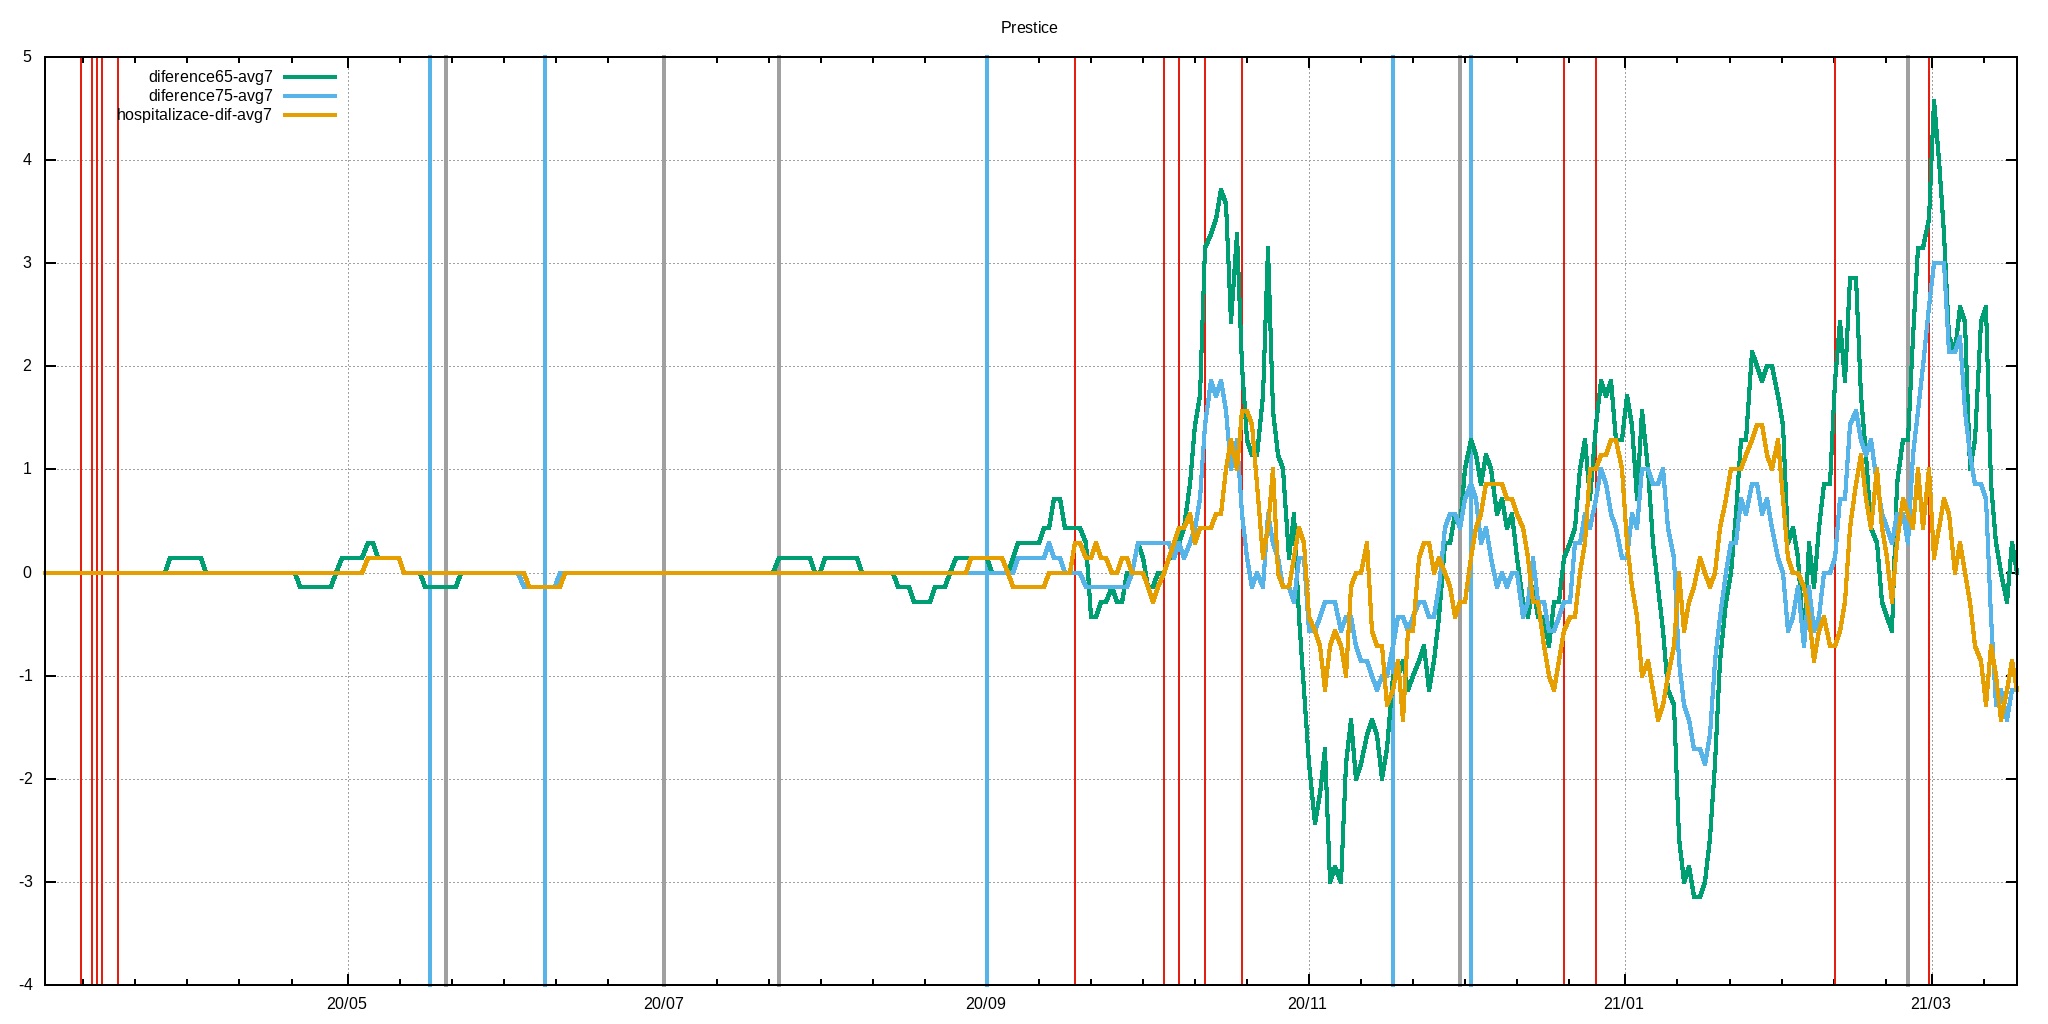 Prestice
diference65-avg7
diference75-avg7
hospitalizace-dif-avg7
5
4
3
2
1
0
-1
-2
-3
-4
20/05 20/07 20/09 20/11 21/01 21/03